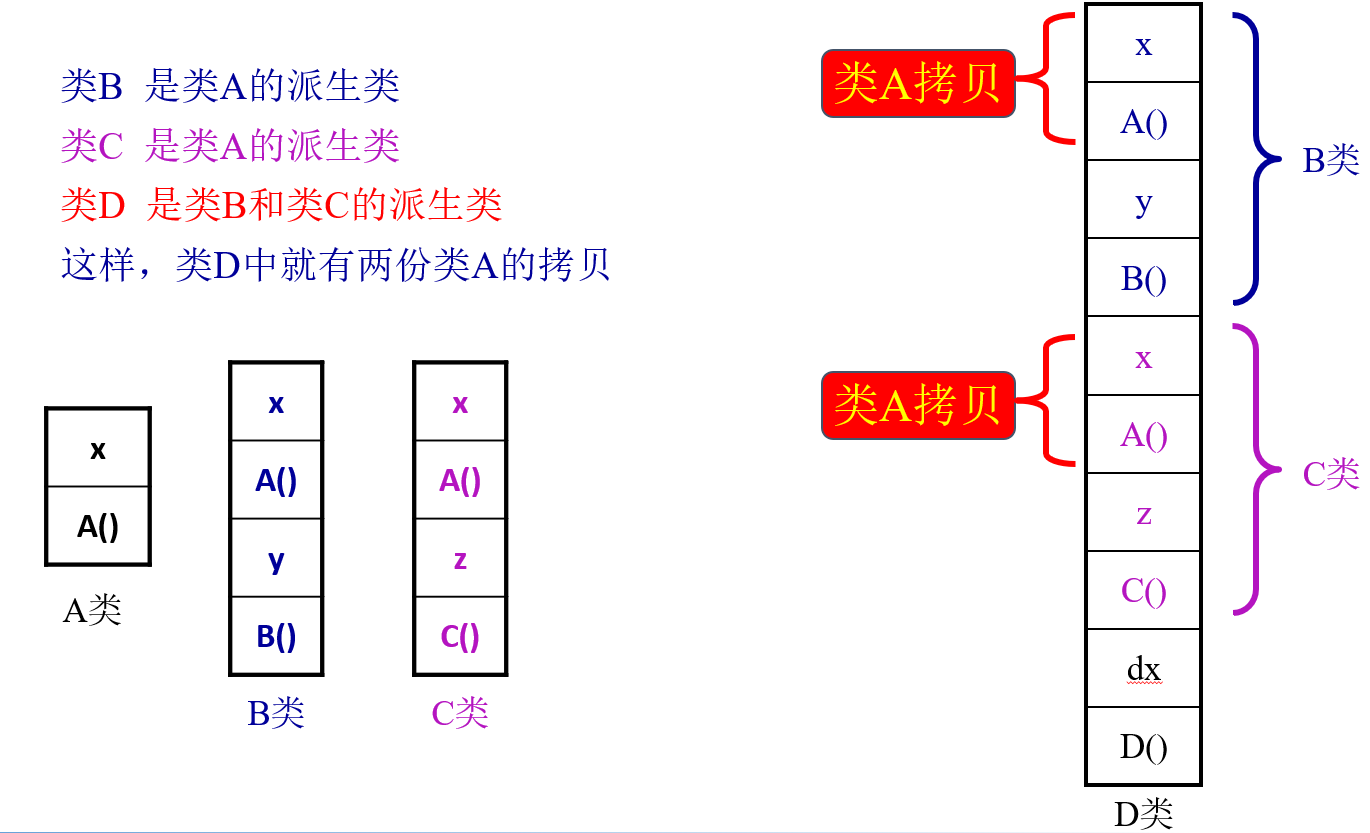 类B 是类A的派生类
类C 是类A的派生类
类D 是类B和类C的派生类
这样，类D中就有两份类A的拷贝
x
A()
A类
x
A()
y
B()
B类
x
A()
z
C()
C类
类A拷贝
类A拷贝
x
A()
y
B()
x
A()
z
C()
dx
D()
D类
B类
C类